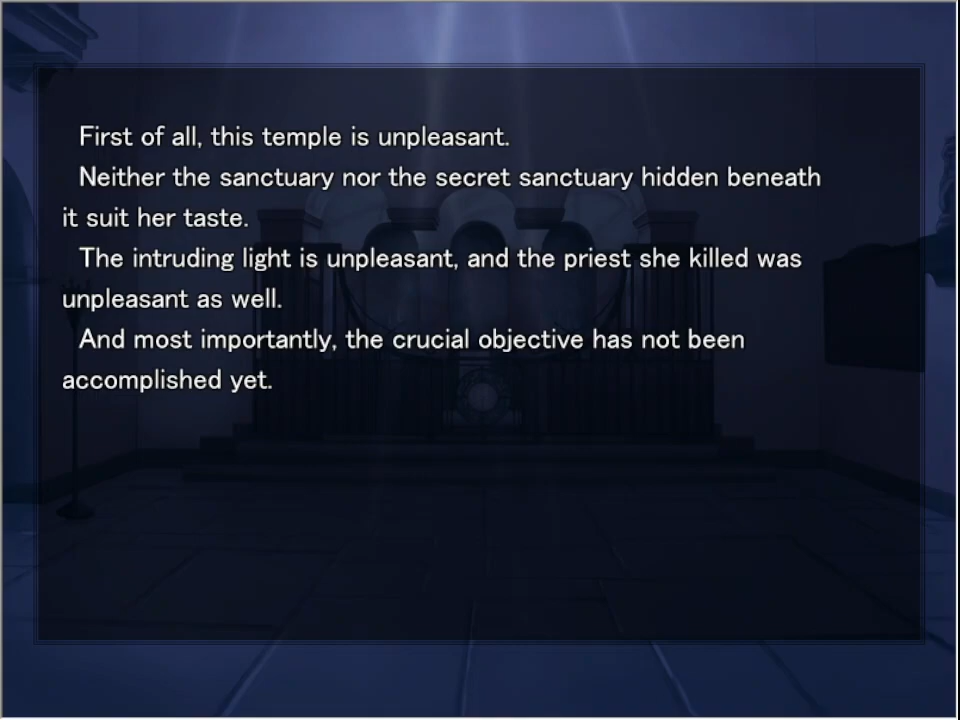 First of all, this temple is unpleasant.
Neither the sanctuary nor the secret sanctuary hidden beneath
it suit her taste.
The intruding light is unpleasant, and the priest she killed was
unpleasant as well.
And most importantly, the crucial objective has not been
accomplished yet.